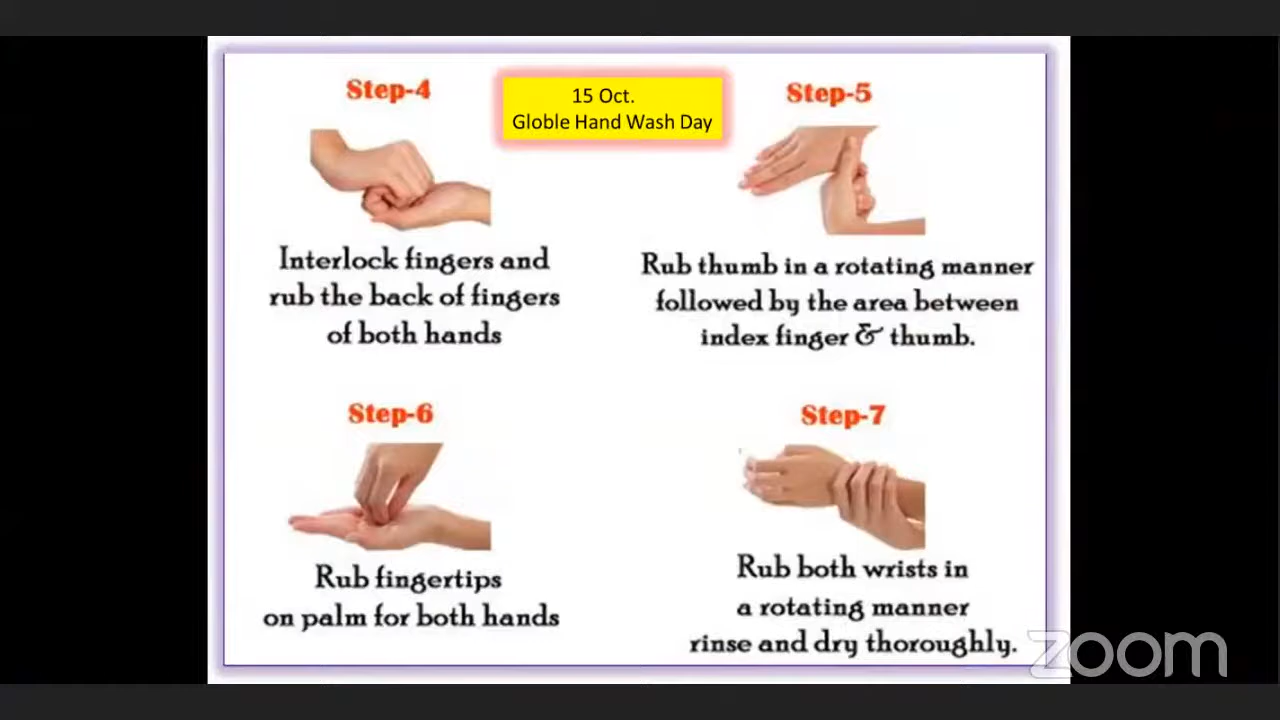 Step-4
15 Oct.
Globle Hand Wash Day
Step-5
Interlock fingers and
rub the back of fingers
of both hands
Rub thumb in a rotating manner
followed by the area between
index finger & thumb.
Step-6
Step-7
Rub fingertips
on palm for both hands
Rub both wrists in
a rotating manner
rinse and dry thoroughly.
zoom